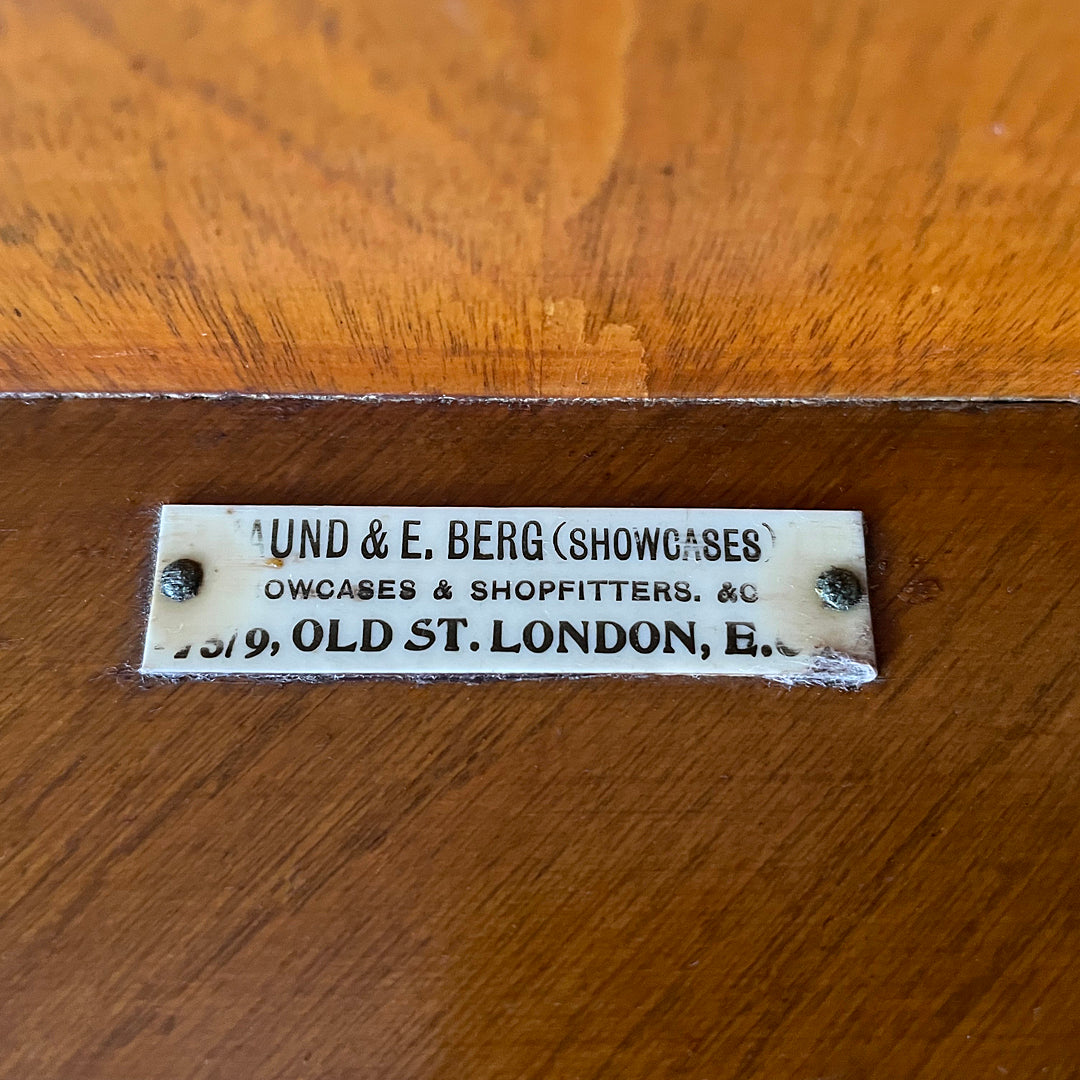 AUND & E. BERG (SHOWCASES)
OWCASES & SHOPFITTERS. &C
OLD ST. LONDON, E.C